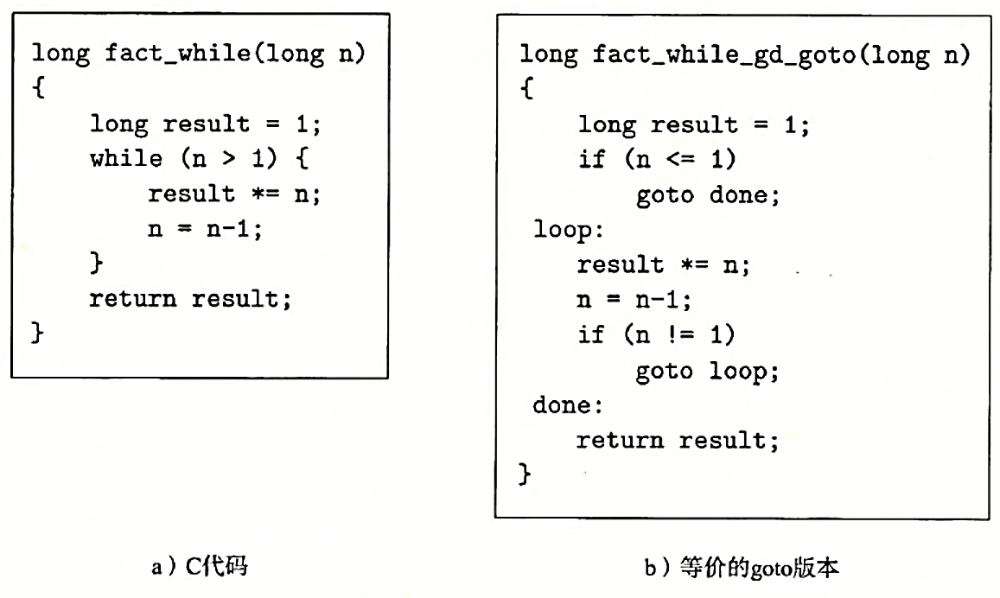 long fact_while(long n)
{
    long result = 1;
    while (n > 1) {
        result *= n;
        n = n-1;
    }
    return result;
}
a）C代码
long fact_while_gd_goto(long n)
{
    long result = 1;
    if (n <= 1)
        goto done;
 loop:
    result *= n;
    n = n-1;
    if (n != 1)
        goto loop;
 done:
    return result;
}
b）等价的goto版本